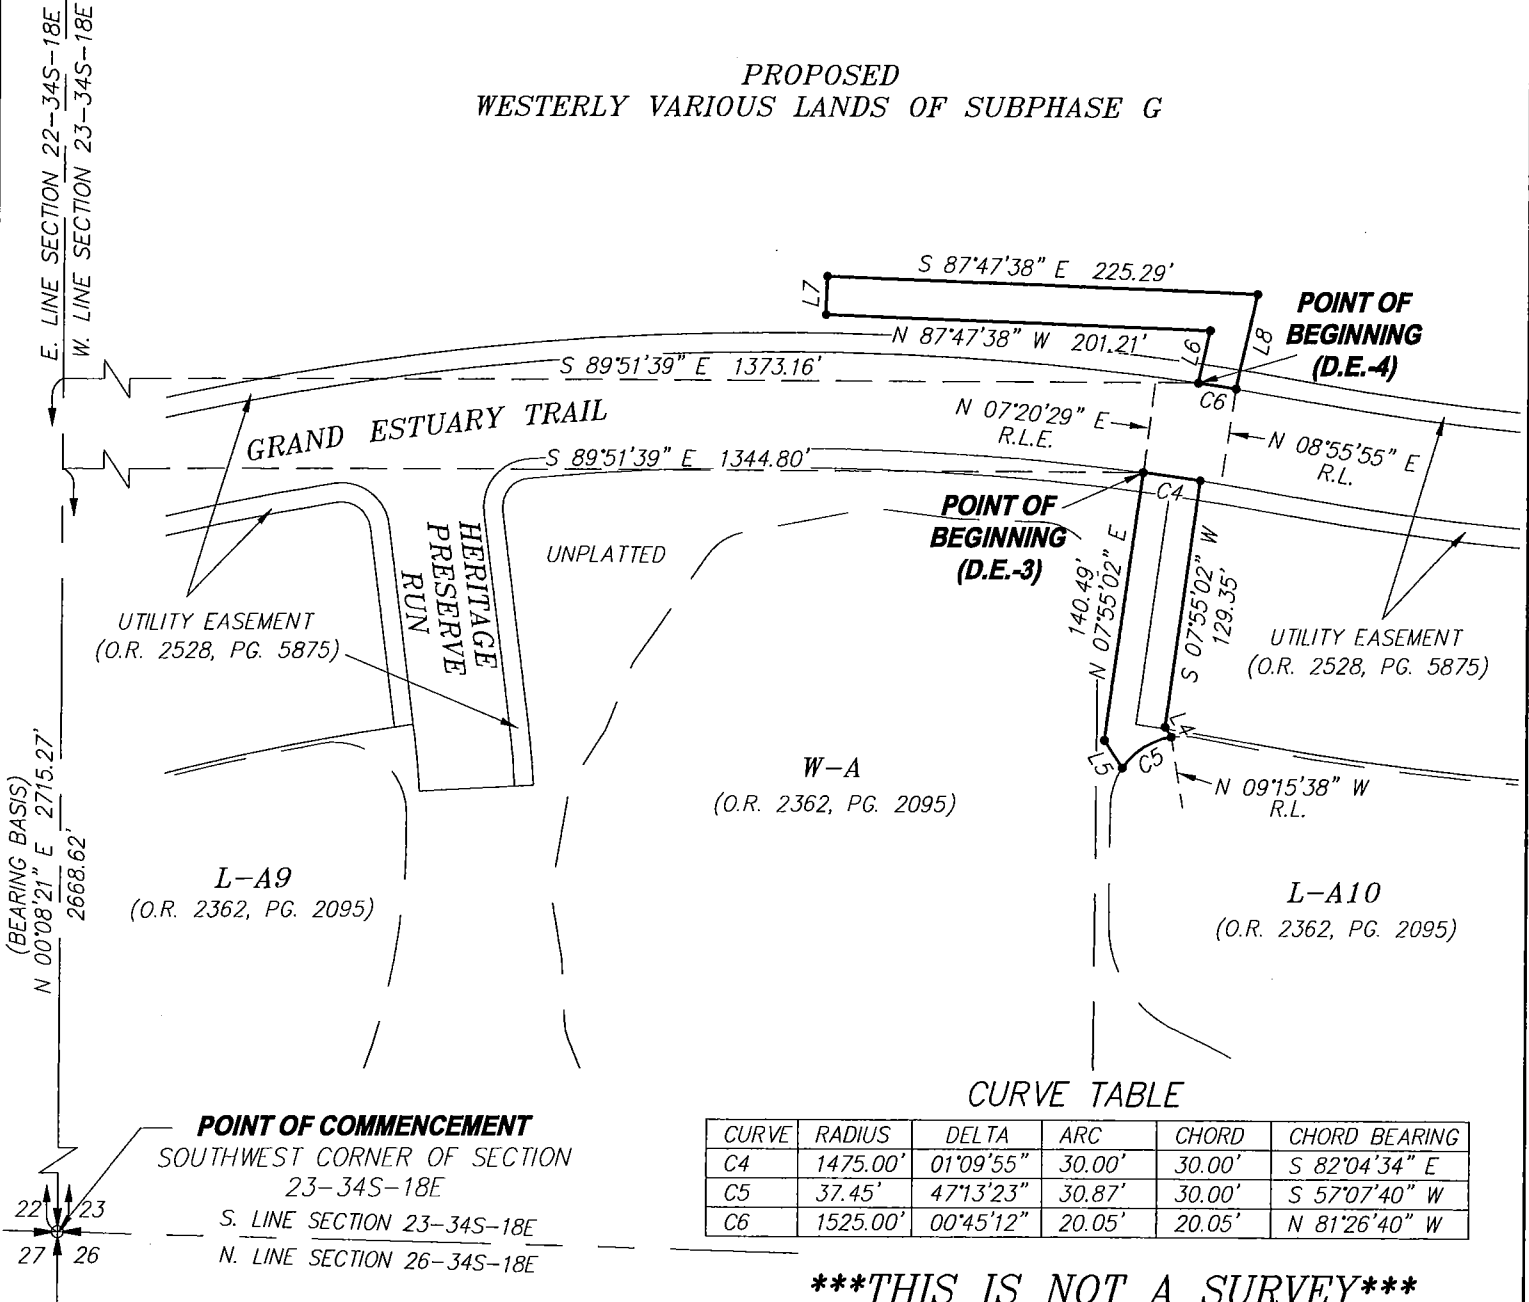 PROPOSED
WESTERLY VARIOUS LANDS OF SUBPHASE G
E. LINE SECTION 22-34S-18E
W. LINE SECTION 23-34S-18E
S 87°47'38" E 225.29'
L7
N 87°47'38" W 201.21'
L6
L8
POINT OF
BEGINNING
(D.E.-4)
S 89°51'39" E 1373.16'
C6
GRAND ESTUARY TRAIL
N 07°20'29" E
R.L.E.
N 08°55'55" E
R.L.
S 89°51'39" E 1344.80'
C4
POINT OF
BEGINNING
(D.E.-3)
HERITAGE
PRESERVE
RUN
UNPLATTED
140.49'
N 07°55'02" E
S 07°55'02" W
129.35'
UTILITY EASEMENT
(O.R. 2528, PG. 5875)
UTILITY EASEMENT
(O.R. 2528, PG. 5875)
L4
L5
C5
N 09°15'38" W
R.L.
W-A
(O.R. 2362, PG. 2095)
(BEARING BASIS)
N 00°08'21" E 2715.27'
2668.62'
L-A9
(O.R. 2362, PG. 2095)
L-A10
(O.R. 2362, PG. 2095)
POINT OF COMMENCEMENT
SOUTHWEST CORNER OF SECTION
23-34S-18E
22 23
27 26
S. LINE SECTION 23-34S-18E
N. LINE SECTION 26-34S-18E
CURVE TABLE
CURVE RADIUS DELTA ARC CHORD CHORD BEARING
C4 1475.00' 01°09'55" 30.00' 30.00' S 82°04'34" E
C5 37.45' 47°13'23" 30.87' 30.00' S 57°07'40" W
C6 1525.00' 00°45'12" 20.05' 20.05' N 81°26'40" W
***THIS IS NOT A SURVEY***